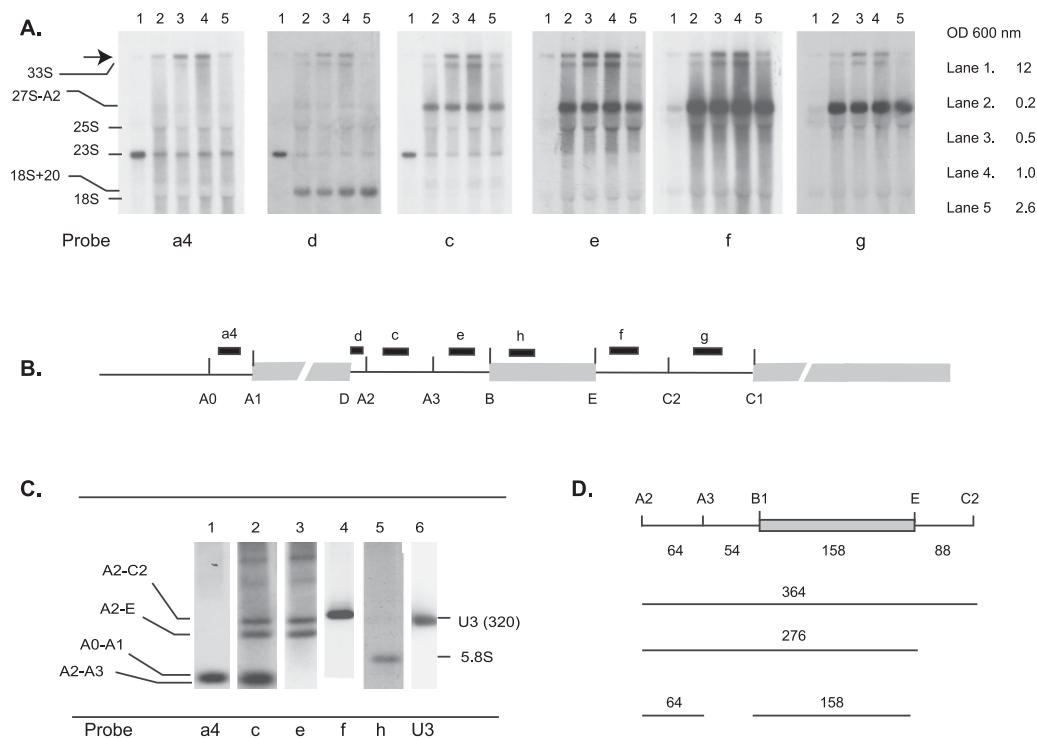 A.
1 2 3 4 5
1 2 3 4 5
1 2 3 4 5
1 2 3 4 5
1 2 3 4 5
1 2 3 4 5
33S
27S-A2
25S
23S
18S+20
18S
Probe a4 d c e f g
OD 600 nm
Lane 1. 12
Lane 2. 0.2
Lane 3. 0.5
Lane 4. 1.0
Lane 5 2.6
B.
a4 d c e h f g
A0 A1 D A2 A3 B E C2 C1
C.
1 2 3 4 5 6
A2-C2
A2-E
A0-A1
A2-A3
U3 (320)
5.8S
Probe a4 c e f h U3
D.
A2 A3 B1 E C2
64 54 158 88
364
276
64 158